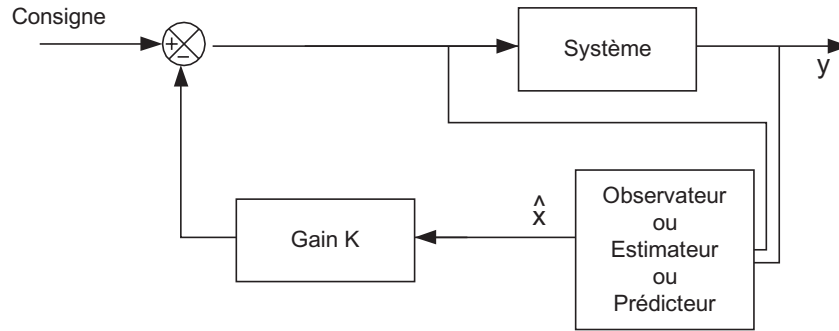 Consigne
+
−
Système
y
Observateur
ou
Estimateur
ou
Prédicteur
x̂
Gain K